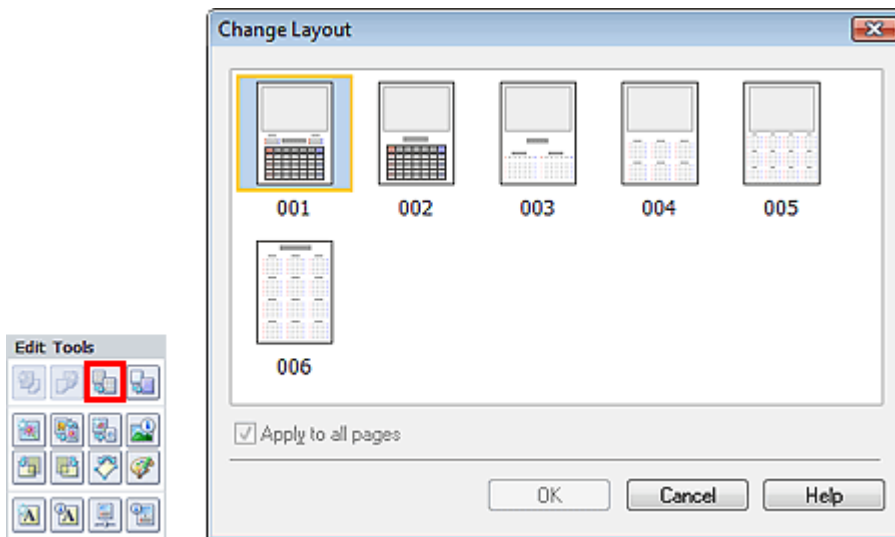 Change Layout
001 002 003 004 005
006
Apply to all pages
OK Cancel Help
Edit Tools